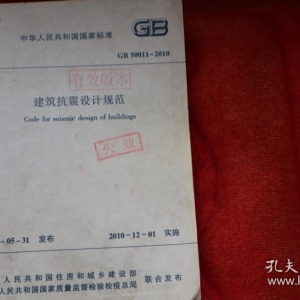 中华人民共和国国家标准
GB
GB 50011-2010
有效版本
建筑抗震设计规范
Code for seismic design of buildings
失效
-05-31 发布
2010-12-01 实施
人民共和国住房和城乡建设部
人民共和国国家质量监督检验检疫总局
联合发布
孔夫